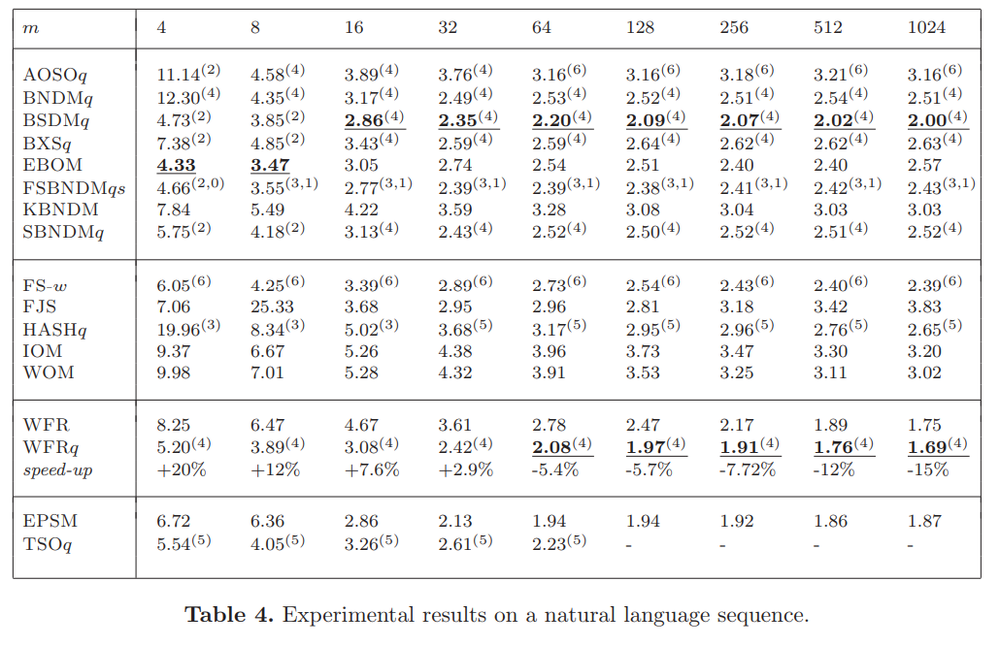 m 4 8 16 32 64 128 256 512 1024
AOSOq 11.14(2) 4.58(4) 3.89(4) 3.76(4) 3.16(6) 3.16(6) 3.18(6) 3.21(6) 3.16(6)
BNDMq 12.30(4) 4.35(4) 3.17(4) 2.49(4) 2.53(4) 2.52(4) 2.51(4) 2.54(4) 2.51(4)
BSDMq 4.73(2) 3.85(2) 2.86(4) 2.35(4) 2.20(4) 2.09(4) 2.07(4) 2.02(4) 2.00(4)
BXSq 7.38(2) 4.85(2) 3.43(4) 2.59(4) 2.59(4) 2.64(4) 2.62(4) 2.62(4) 2.63(4)
EBOM 4.33 3.47 3.05 2.74 2.54 2.51 2.40 2.40 2.57
FSBNDMqs 4.66(2,0) 3.55(3,1) 2.77(3,1) 2.39(3,1) 2.39(3,1) 2.38(3,1) 2.41(3,1) 2.42(3,1) 2.43(3,1)
KBNDM 7.84 5.49 4.22 3.59 3.28 3.08 3.04 3.03 3.03
SBNDMq 5.75(2) 4.18(2) 3.13(4) 2.43(4) 2.52(4) 2.50(4) 2.52(4) 2.51(4) 2.52(4)
FS-w 6.05(6) 4.25(6) 3.39(6) 2.89(6) 2.73(6) 2.54(6) 2.43(6) 2.40(6) 2.39(6)
FJS 7.06 25.33 3.68 2.95 2.96 2.81 3.18 3.42 3.83
HASHq 19.96(3) 8.34(3) 5.02(3) 3.68(5) 3.17(5) 2.95(5) 2.96(5) 2.76(5) 2.65(5)
IOM 9.37 6.67 5.26 4.38 3.96 3.73 3.47 3.30 3.20
WOM 9.98 7.01 5.28 4.32 3.91 3.53 3.25 3.11 3.02
WFR 8.25 6.47 4.67 3.61 2.78 2.47 2.17 1.89 1.75
WFRq 5.20(4) 3.89(4) 3.08(4) 2.42(4) 2.08(4) 1.97(4) 1.91(4) 1.76(4) 1.69(4)
speed-up +20% +12% +7.6% +2.9% -5.4% -5.7% -7.72% -12% -15%
EPSM 6.72 6.36 2.86 2.13 1.94 1.94 1.92 1.86 1.87
TSOq 5.54(5) 4.05(5) 3.26(5) 2.61(5) 2.23(5) - - - -
Table 4. Experimental results on a natural language sequence.